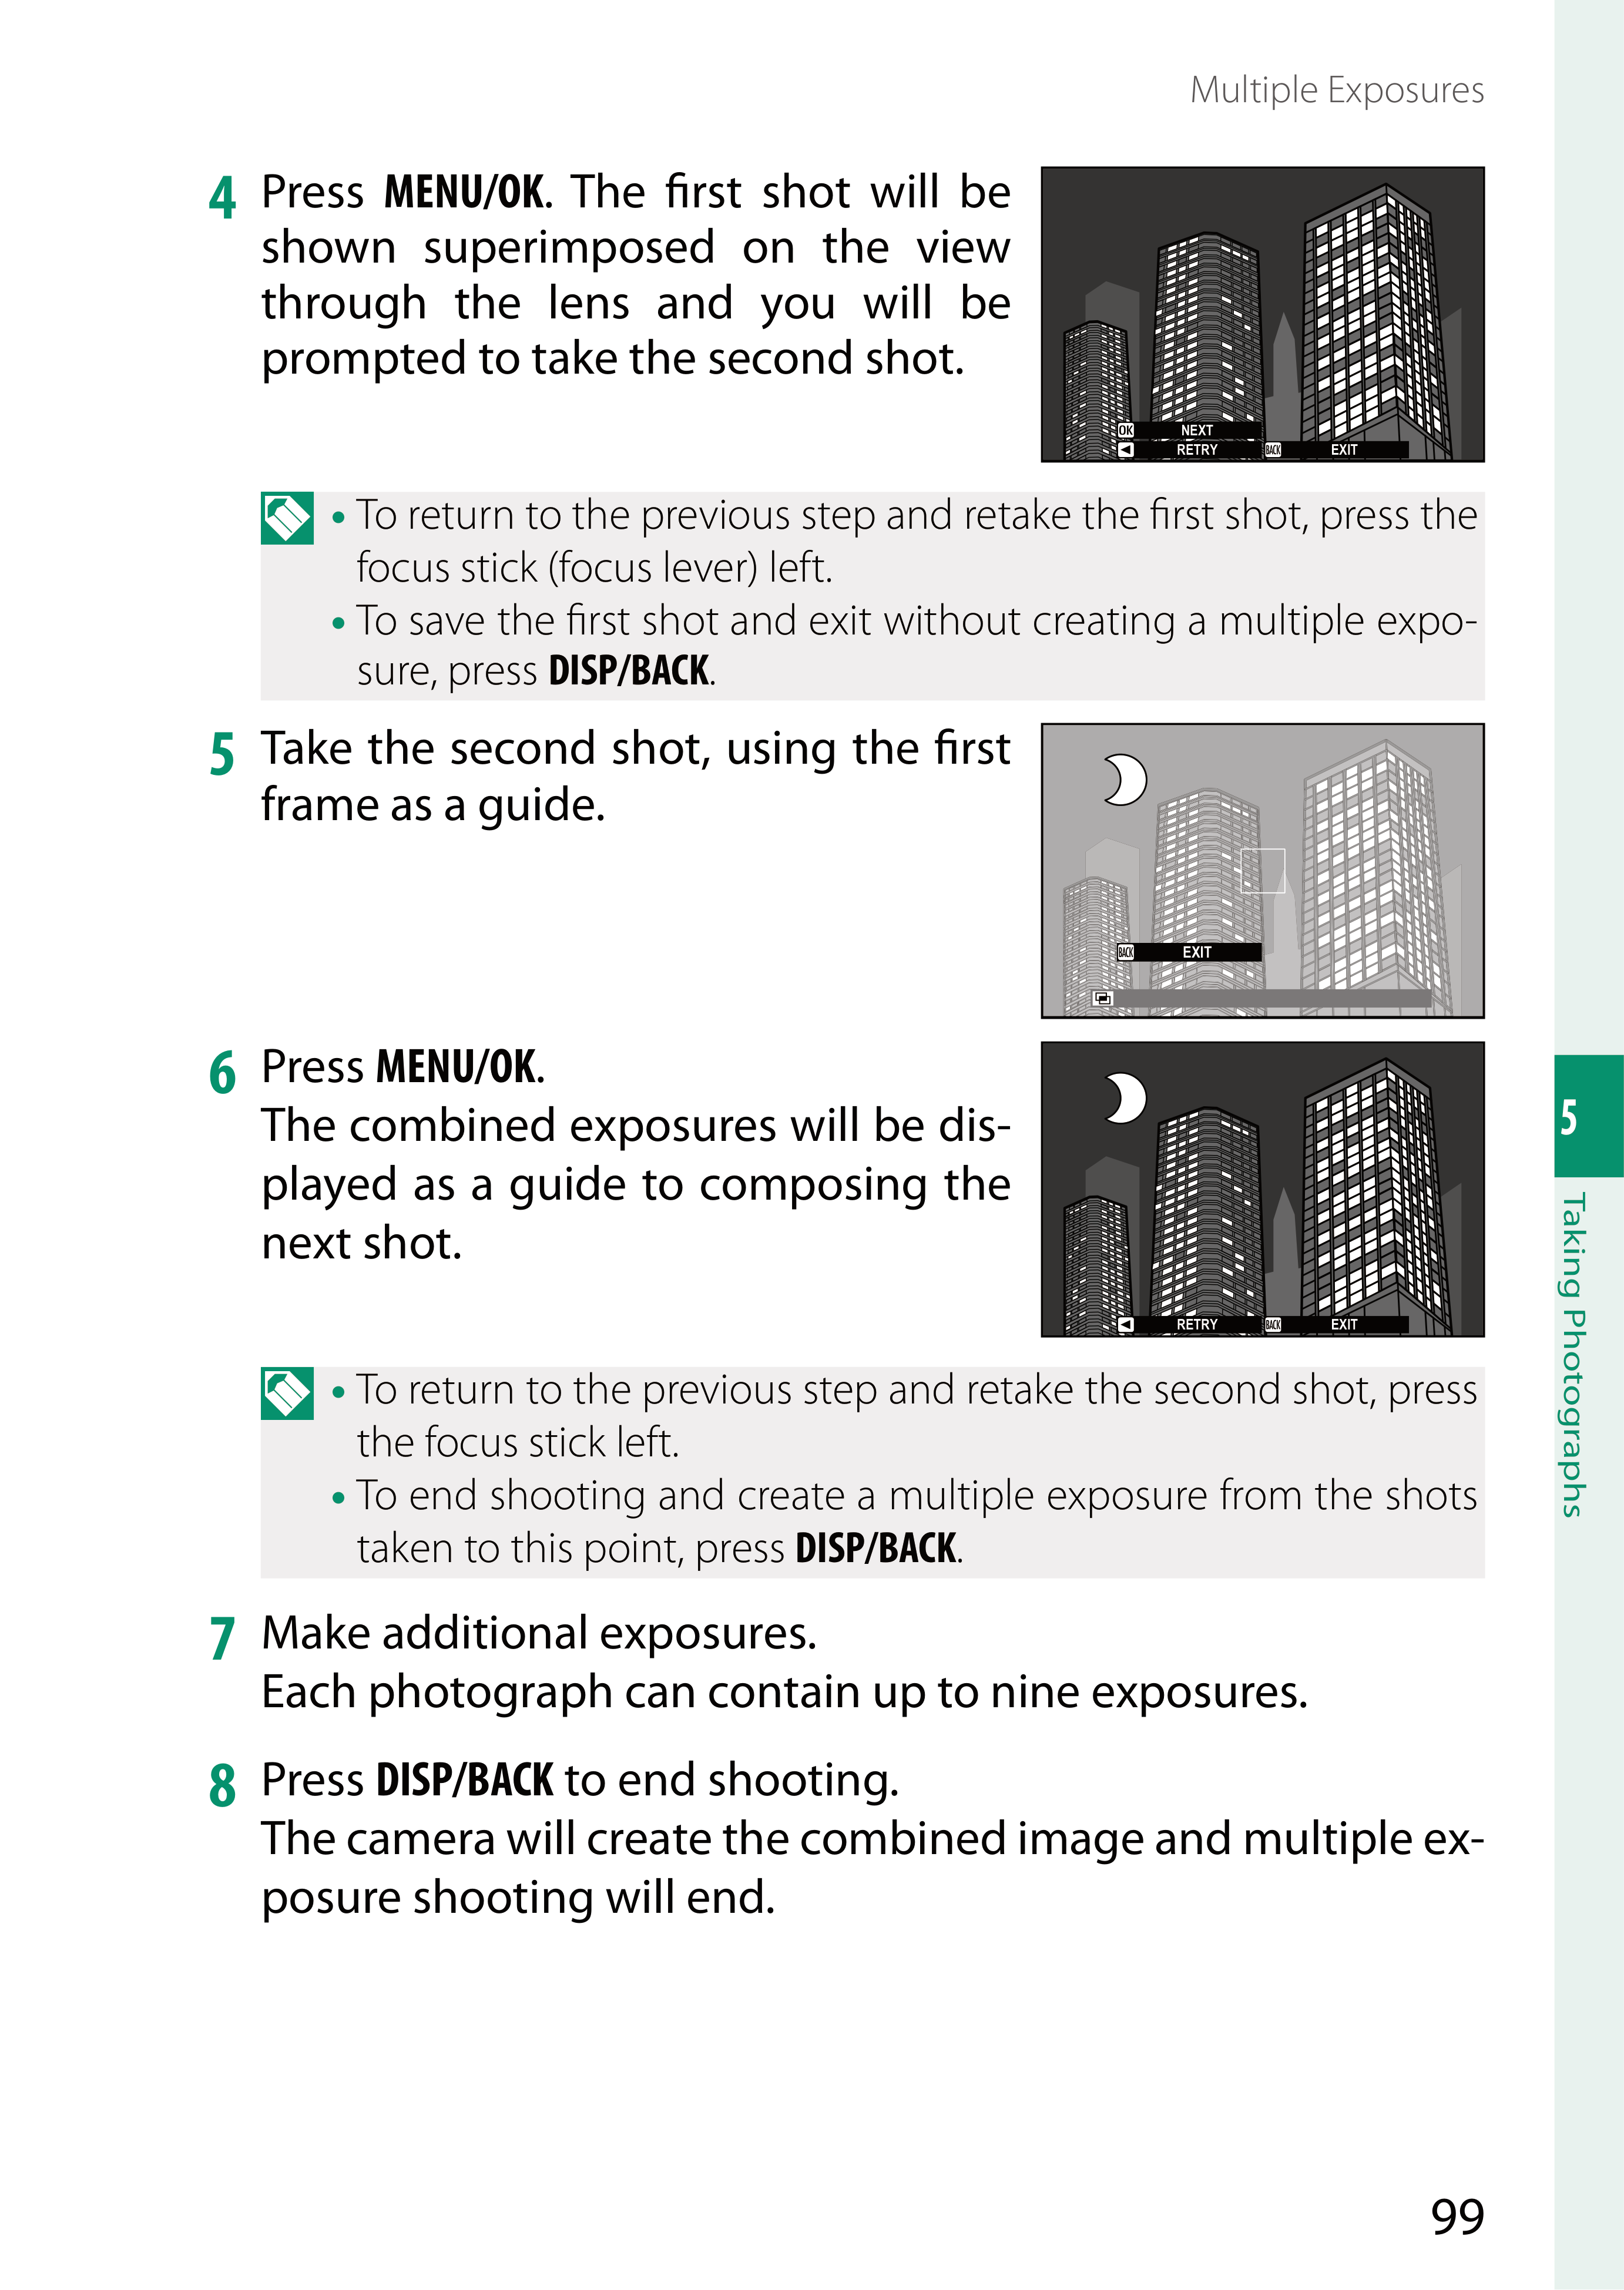 Multiple Exposures
4 Press MENU/OK. The first shot will be
shown superimposed on the view
through the lens and you will be
prompted to take the second shot.
OK NEXT
RETRY BACK EXIT
• To return to the previous step and retake the first shot, press the
focus stick (focus lever) left.
• To save the first shot and exit without creating a multiple expo-
sure, press DISP/BACK.
5 Take the second shot, using the first
frame as a guide.
BACK EXIT
6 Press MENU/OK.
The combined exposures will be dis-
played as a guide to composing the
next shot.
RETRY BACK EXIT
• To return to the previous step and retake the second shot, press
the focus stick left.
• To end shooting and create a multiple exposure from the shots
taken to this point, press DISP/BACK.
7 Make additional exposures.
Each photograph can contain up to nine exposures.
8 Press DISP/BACK to end shooting.
The camera will create the combined image and multiple ex-
posure shooting will end.
5
Taking Photographs
99